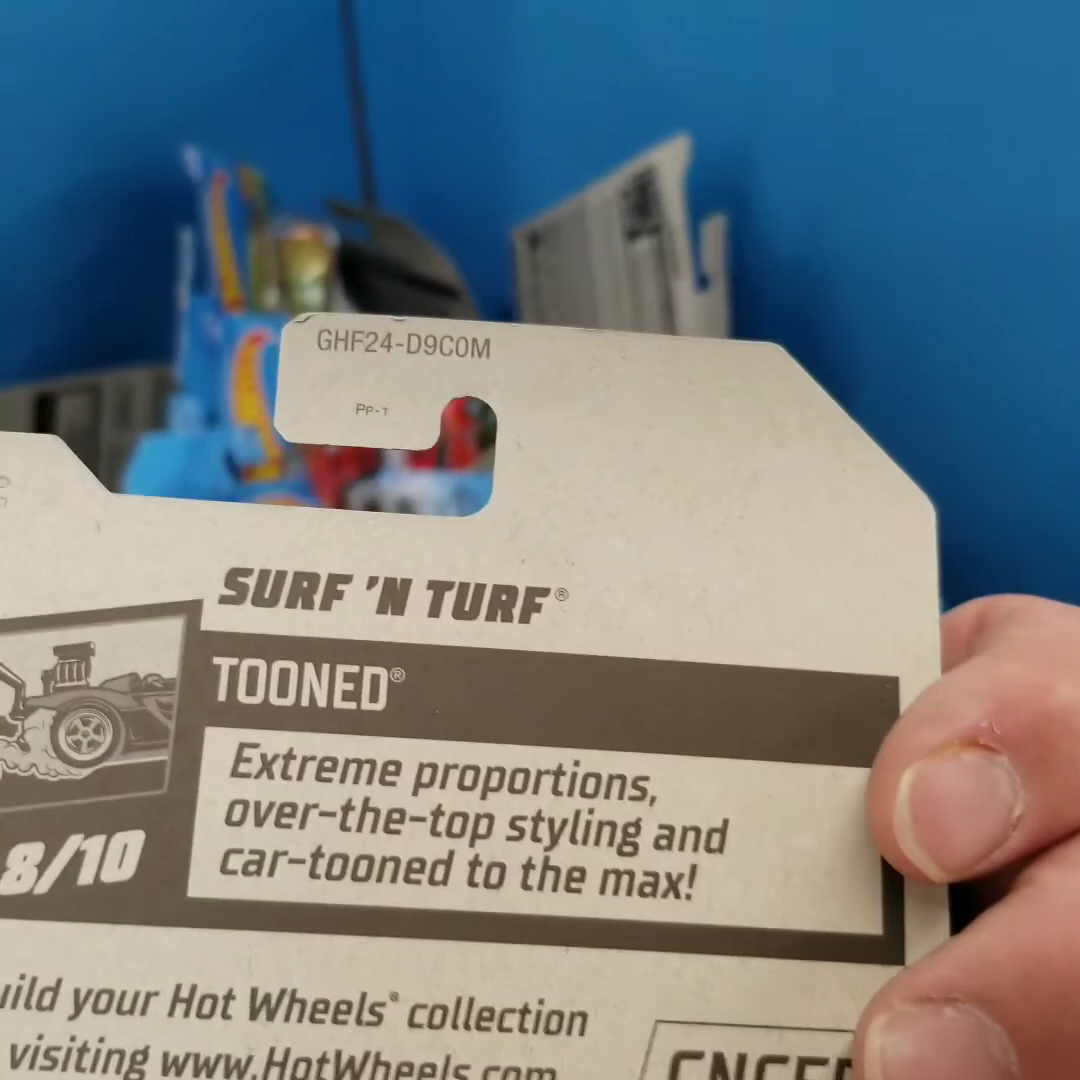 GHF24-D9C0M
PP-T
SURF 'N TURF®
TOONED®
Extreme proportions,
over-the-top styling and
car-tooned to the max!
8/10
uild your Hot Wheels® collection
visiting www.HotWheels.com